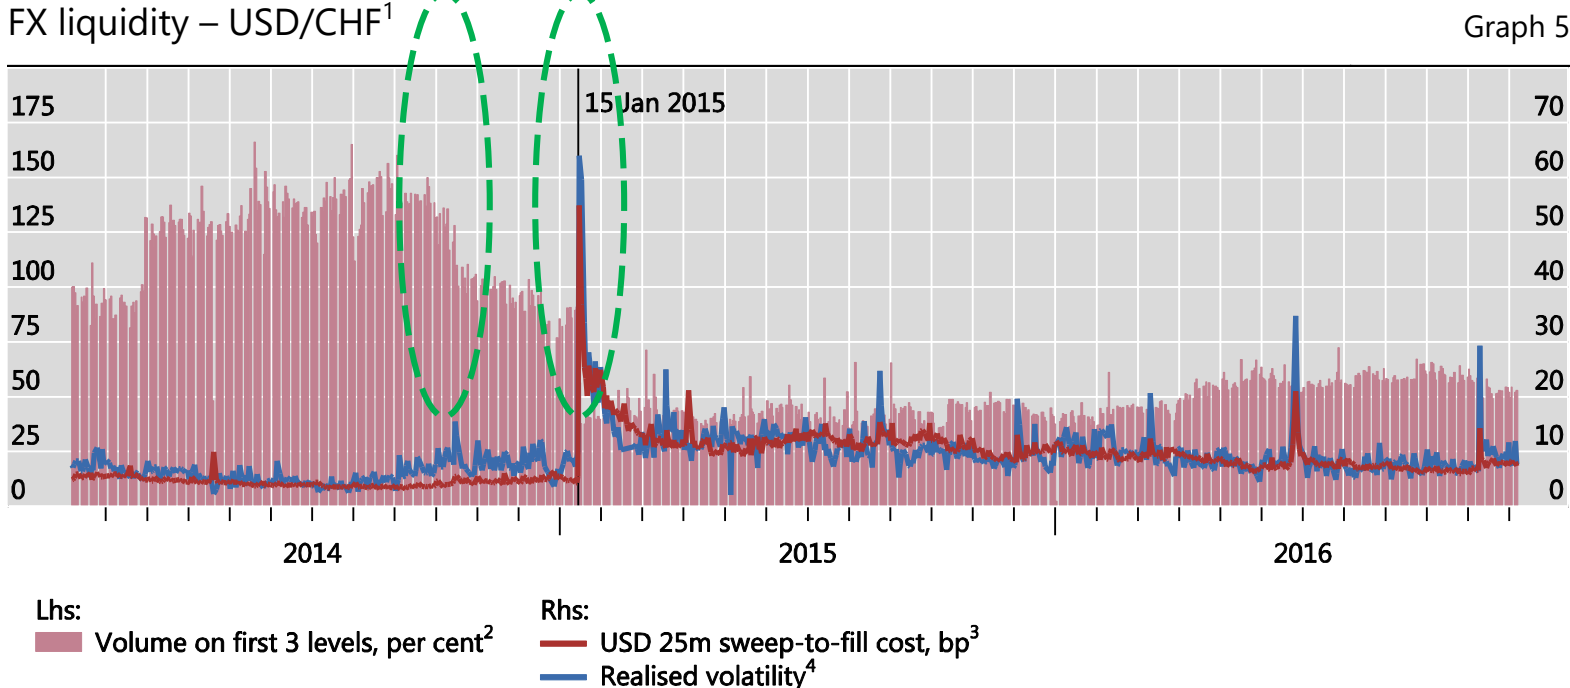 FX liquidity – USD/CHF¹
Graph 5
15 Jan 2015
175
150
125
100
75
50
25
0
70
60
50
40
30
20
10
0
2014 2015 2016
Lhs:
Volume on first 3 levels, per cent²
Rhs:
USD 25m sweep-to-fill cost, bp³
Realised volatility⁴